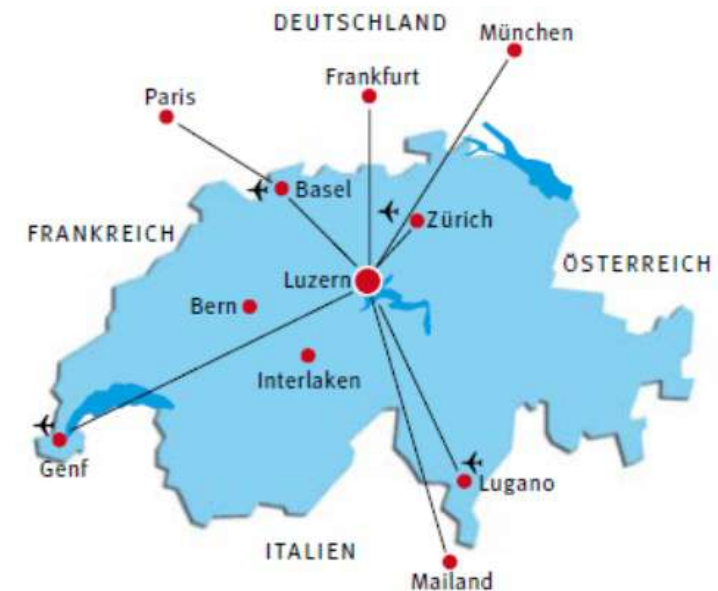 DEUTSCHLAND
München
Frankfurt
Paris
Basel
Zürich
FRANKREICH
ÖSTERREICH
Luzern
Bern
Interlaken
Genf
Lugano
ITALIEN
Mailand